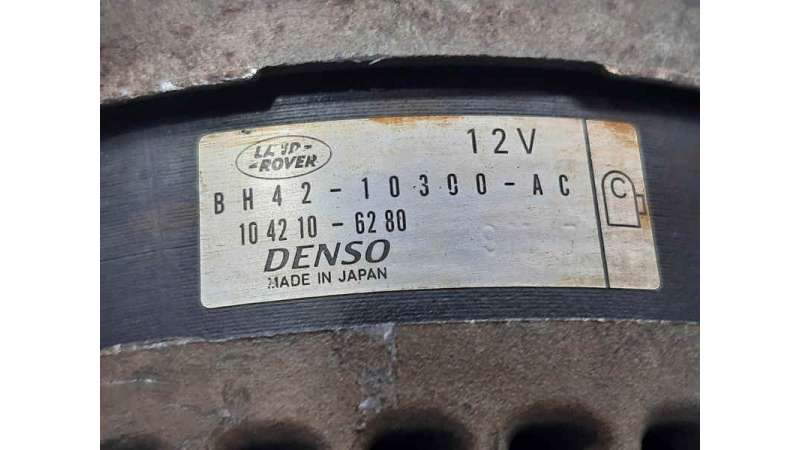 LAND-
-ROVER
12V
BH42-10300-AC
C
104210-6280
DENSO
MADE IN JAPAN